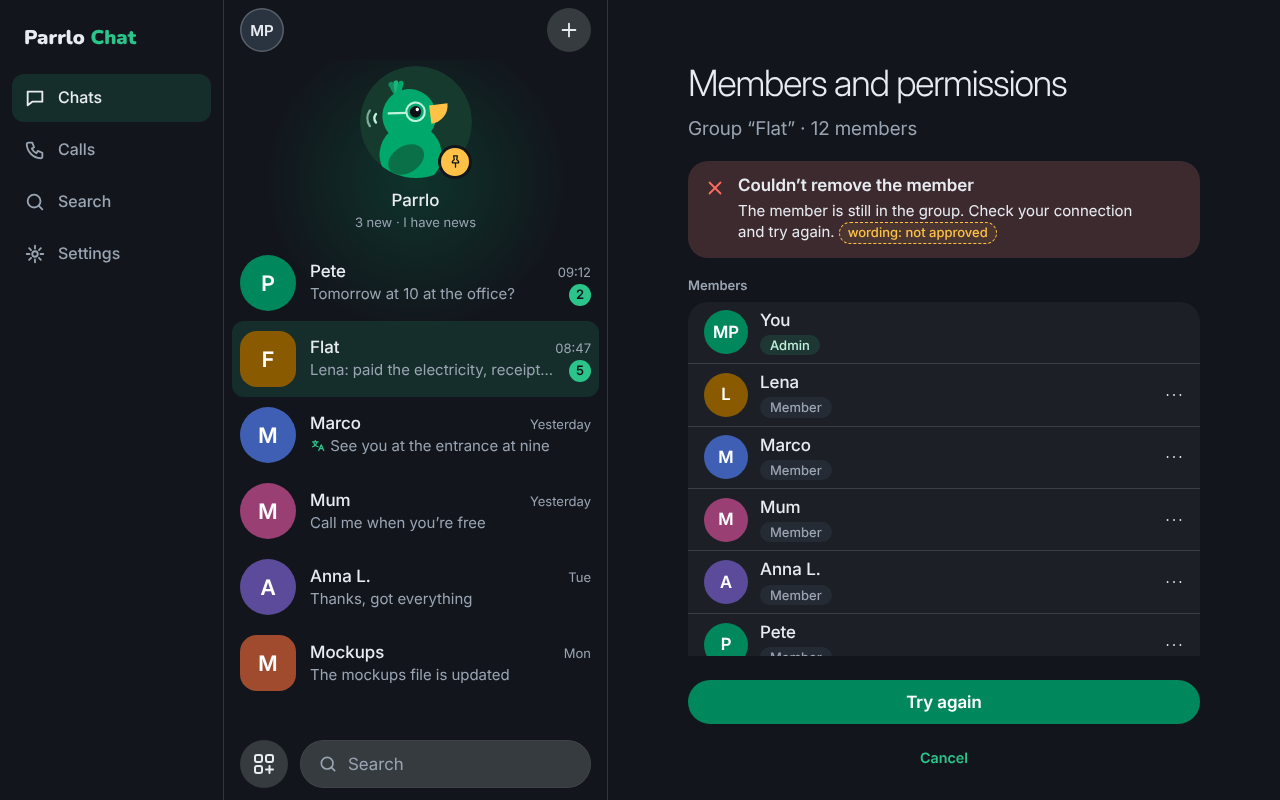 Parrlo Chat
Chats
Calls
Search
Settings
MP
Parrlo
3 new · I have news
P
Pete
09:12
Tomorrow at 10 at the office?
2
F
Flat
08:47
Lena: paid the electricity, receipt…
5
M
Marco
Yesterday
See you at the entrance at nine
M
Mum
Yesterday
Call me when you’re free
A
Anna L.
Tue
Thanks, got everything
M
Mockups
Mon
The mockups file is updated
Search
Members and permissions
Group “Flat” · 12 members
Couldn’t remove the member
The member is still in the group. Check your connection
and try again. wording: not approved
Members
MP
You
Admin
L
Lena
Member
M
Marco
Member
M
Mum
Member
A
Anna L.
Member
P
Pete
Member
Try again
Cancel